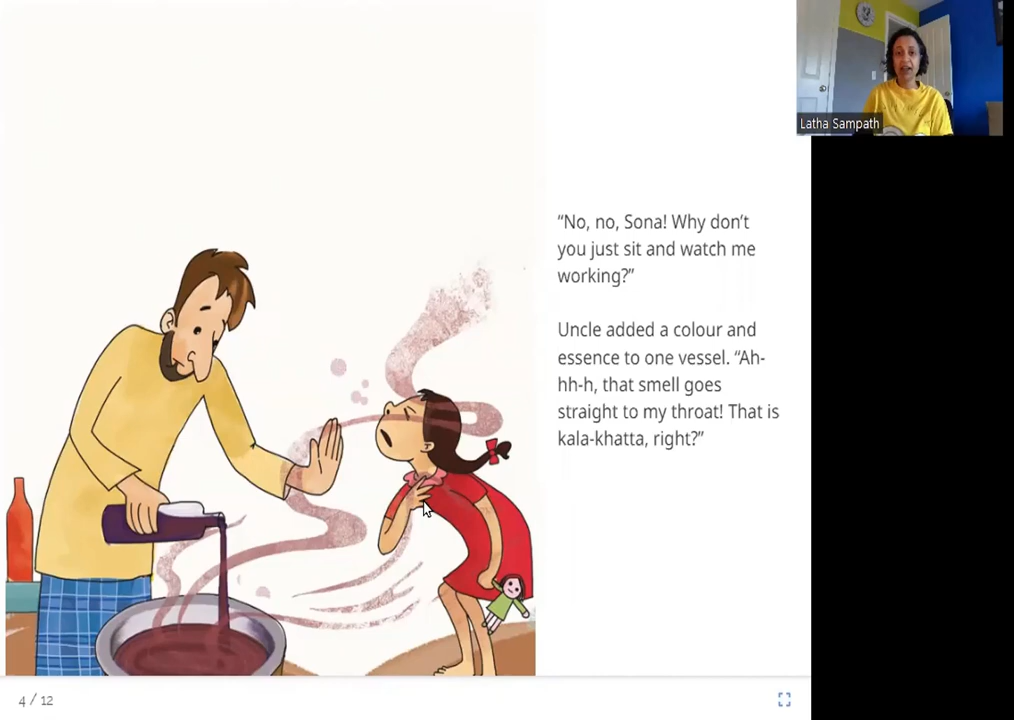 Latha Sampath
“No, no, Sona! Why don’t
you just sit and watch me
working?”
Uncle added a colour and
essence to one vessel. “Ah-
hh-h, that smell goes
straight to my throat! That is
kala-khatta, right?”
4 / 12